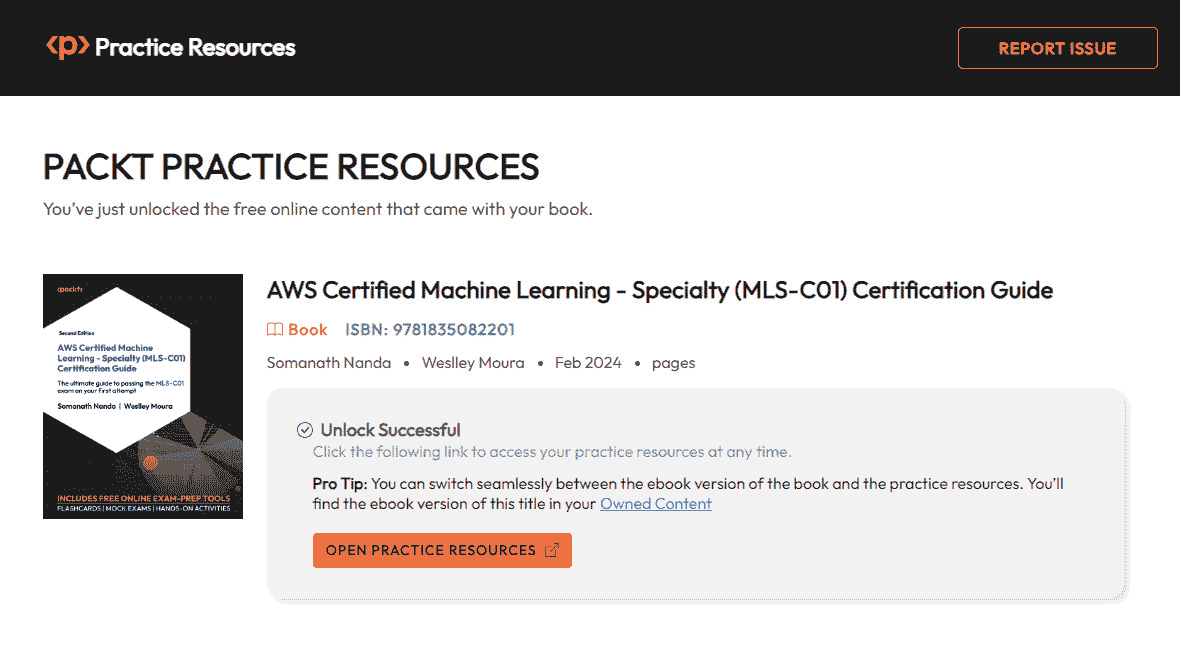 <p> Practice Resources
REPORT ISSUE
PACKT PRACTICE RESOURCES
You’ve just unlocked the free online content that came with your book.
<packt>
Second Edition
AWS Certified Machine
Learning - Specialty (MLS-C01)
Certification Guide
The ultimate guide to passing the MLS-C01
exam on your first attempt
Somanath Nanda | Weslley Moura
INCLUDES FREE ONLINE EXAM-PREP TOOLS
FLASHCARDS | MOCK EXAMS | HANDS-ON ACTIVITIES
AWS Certified Machine Learning - Specialty (MLS-C01) Certification Guide
Book ISBN: 9781835082201
Somanath Nanda • Weslley Moura • Feb 2024 • pages
Unlock Successful
Click the following link to access your practice resources at any time.
Pro Tip: You can switch seamlessly between the ebook version of the book and the practice resources. You’ll
find the ebook version of this title in your Owned Content
OPEN PRACTICE RESOURCES